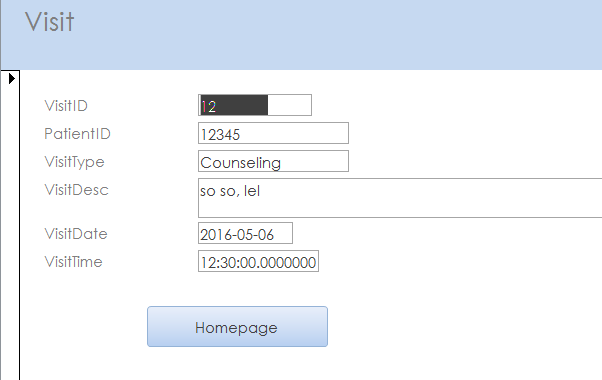 Visit
VisitID 12
PatientID 12345
VisitType Counseling
VisitDesc so so, lel
VisitDate 2016-05-06
VisitTime 12:30:00.0000000
Homepage